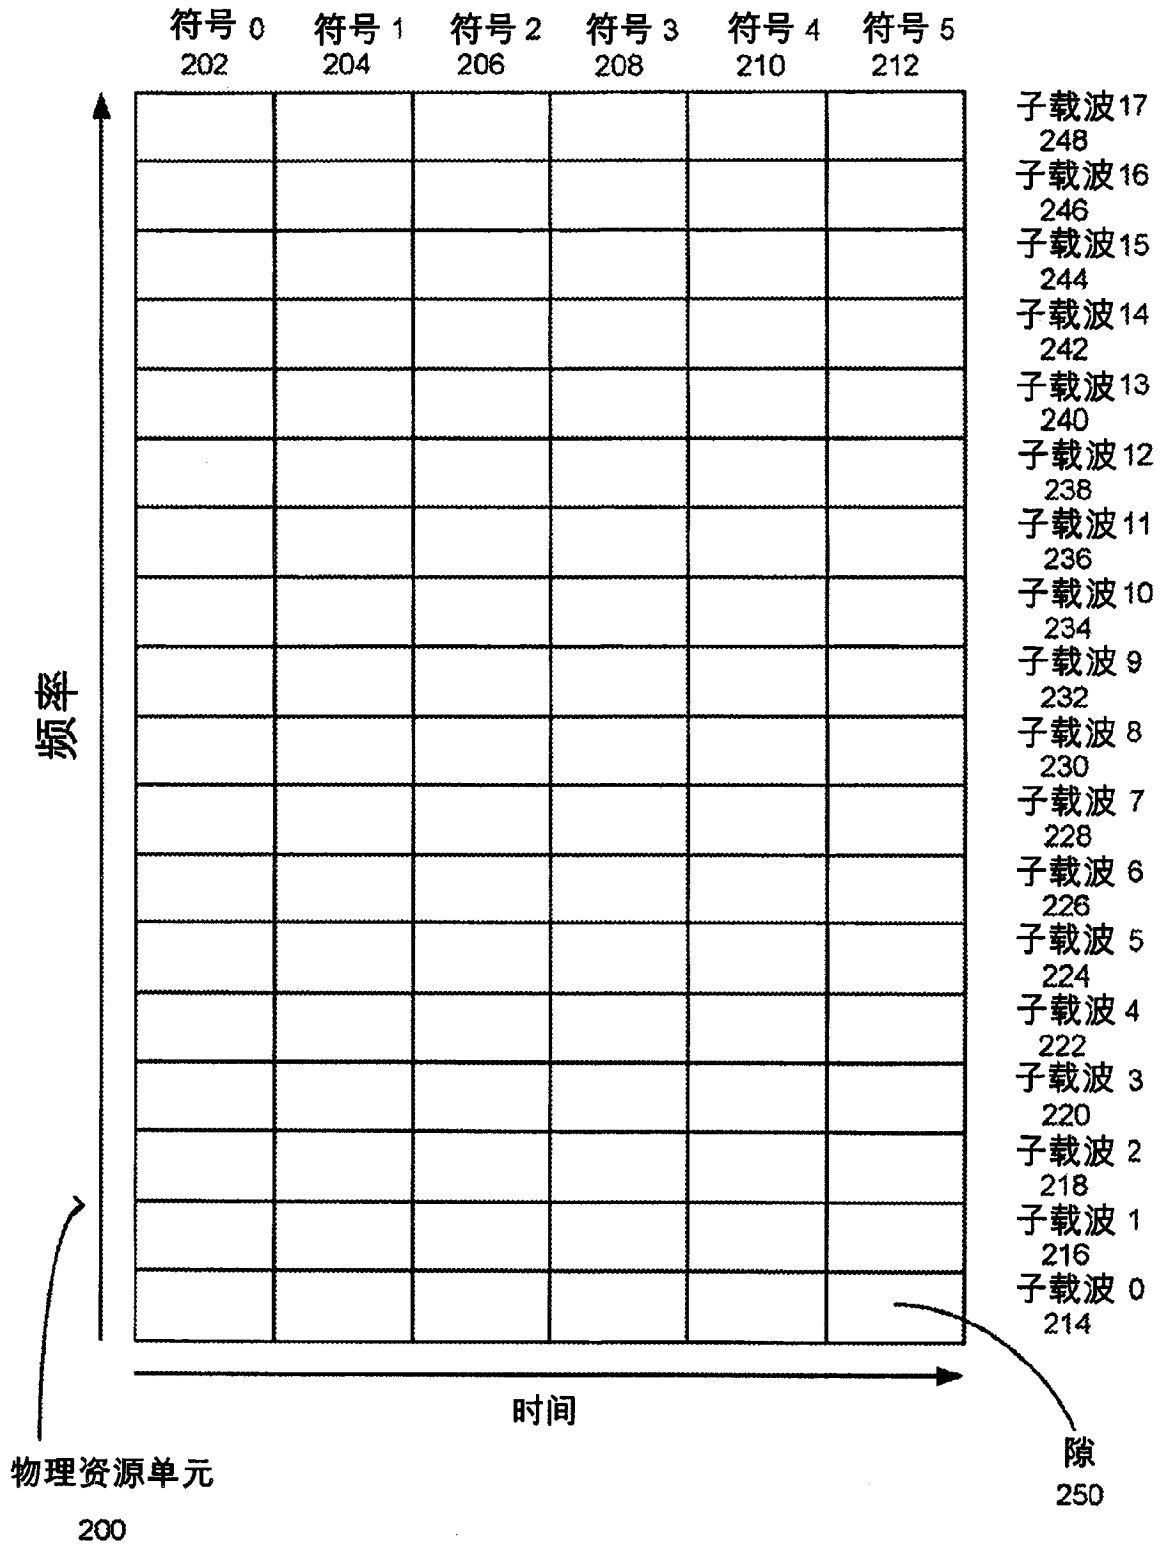 符号 0 符号 1 符号 2 符号 3 符号 4 符号 5
202 204 206 208 210 212
子载波17
248
子载波16
246
子载波15
244
子载波14
242
子载波13
240
子载波12
238
子载波11
236
子载波10
234
子载波 9
232
子载波 8
230
子载波 7
228
子载波 6
226
子载波 5
224
子载波 4
222
子载波 3
220
子载波 2
218
子载波 1
216
子载波 0
214
频率
时间
物理资源单元
200
隙
250